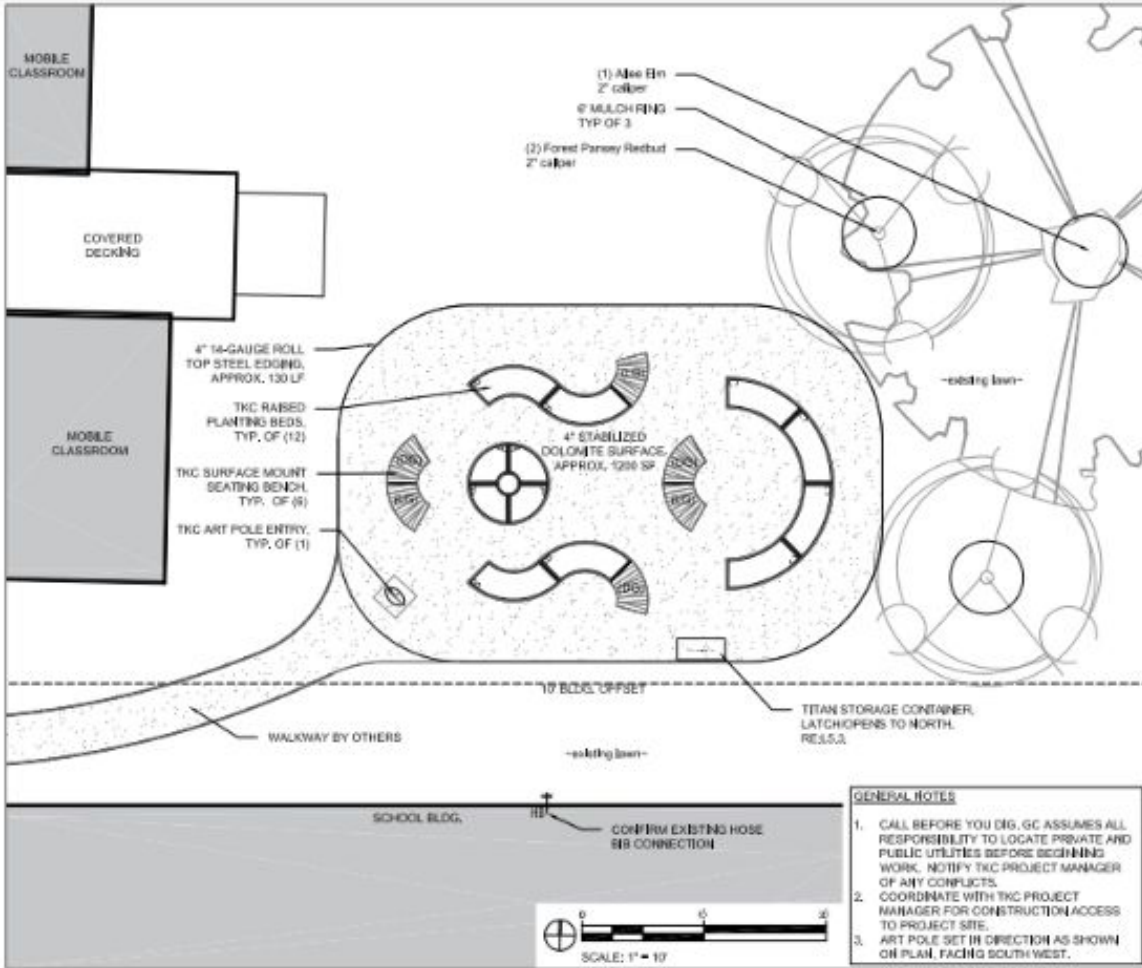 MOBILE
CLASSROOM
(1) Allee Elm
2" caliper
6' MULCH RING
TYP OF 3
(2) Forest Pansey Redbud
2" caliper
COVERED
DECKING
4" 14-GAUGE ROLL
TOP STEEL EDGING,
APPROX. 130 LF
~existing lawn~
TKC RAISED
PLANTING BEDS,
TYP. OF (12)
4" STABILIZED
DOLOMITE SURFACE,
APPROX. 1200 SF
MOBILE
CLASSROOM
TKC SURFACE MOUNT
SEATING BENCH,
TYP. OF (6)
TKC ART POLE ENTRY,
TYP. OF (1)
10' BLDG. OFFSET
TITAN STORAGE CONTAINER,
LATCH/OPENS TO NORTH.
WALKWAY BY OTHERS
~existing lawn~
SCHOOL BLDG.
HB
CONFIRM EXISTING HOSE
BIB CONNECTION
GENERAL NOTES
1. CALL BEFORE YOU DIG. GC ASSUMES ALL
RESPONSIBILITY TO LOCATE PRIVATE AND
PUBLIC UTILITIES BEFORE BEGINNING
WORK. NOTIFY TKC PROJECT MANAGER
OF ANY CONFLICTS.
2. COORDINATE WITH TKC PROJECT
MANAGER FOR CONSTRUCTION ACCESS
TO PROJECT SITE.
3. ART POLE SET IN DIRECTION AS SHOWN
ON PLAN, FACING SOUTH WEST.
SCALE: 1" = 10'